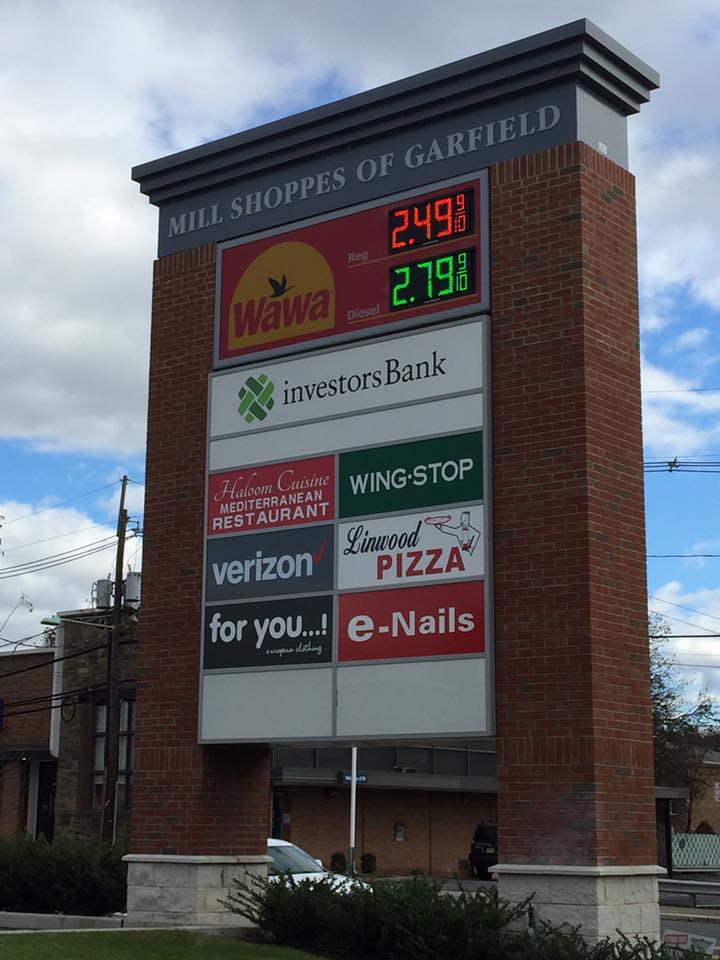 MILL SHOPPES OF GARFIELD
Wawa
Reg 2.49 9/10
Diesel 2.79 9/10
investorsBank
Haloom Cuisine
MEDITERRANEAN
RESTAURANT
WING·STOP
verizon
Linwood
PIZZA
for you...!
european clothing
e-Nails